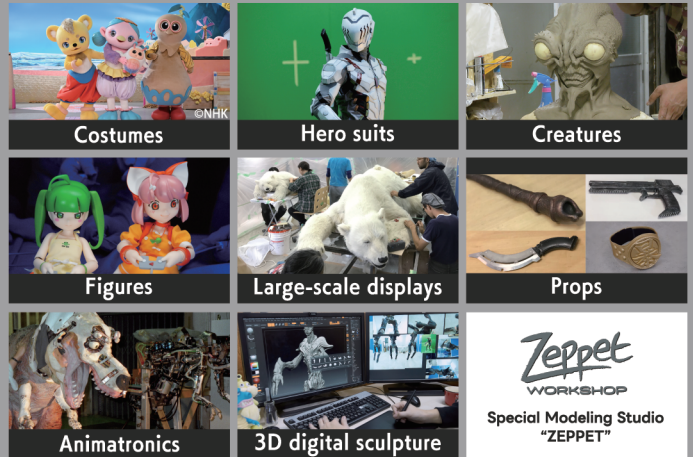 ©NHK
Costumes
Hero suits
Creatures
Figures
Large-scale displays
Props
Animatronics
3D digital sculpture
Zeppet
WORKSHOP
Special Modeling Studio
“ZEPPET”